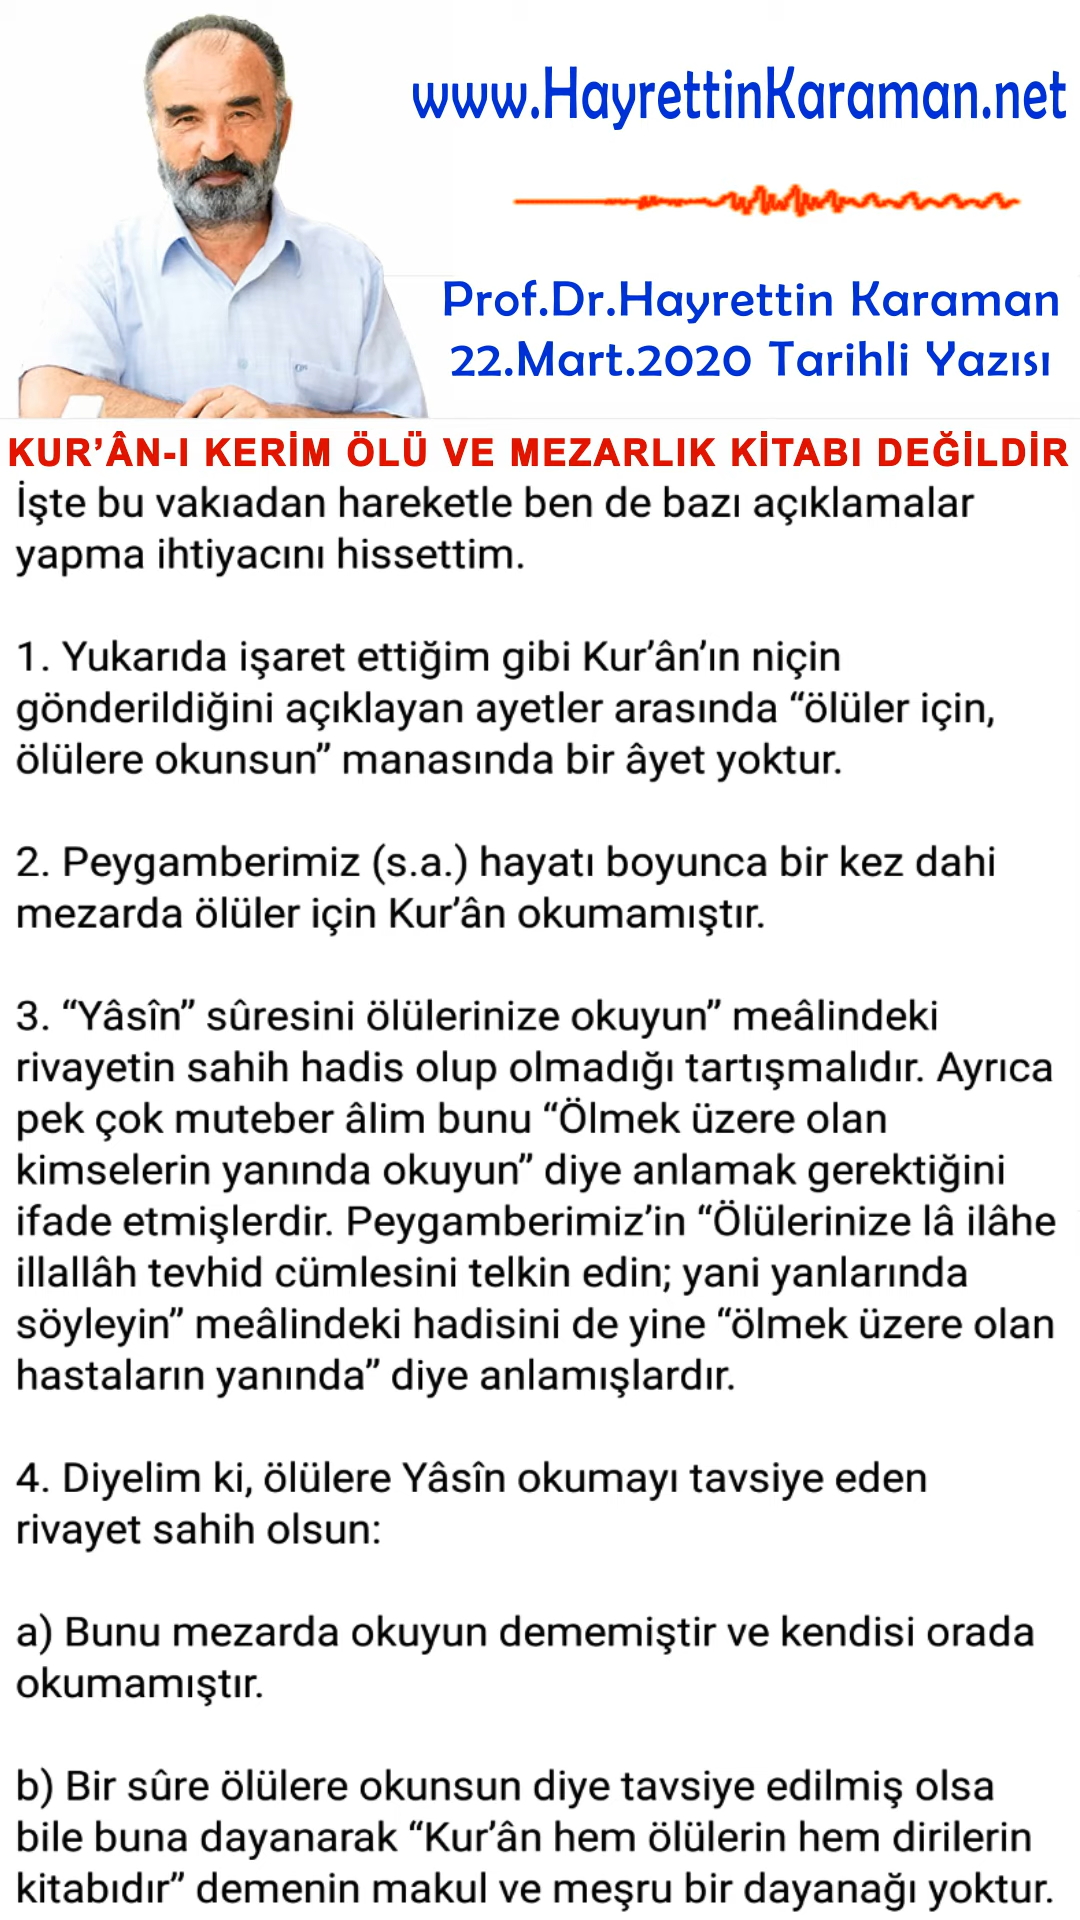 www.HayrettinKaraman.net
Prof.Dr.Hayrettin Karaman
22.Mart.2020 Tarihli Yazısı
KUR’ÂN-I KERİM ÖLÜ VE MEZARLIK KİTABI DEĞİLDİR
İşte bu vakıadan hareketle ben de bazı açıklamalar
yapma ihtiyacını hissettim.
1. Yukarıda işaret ettiğim gibi Kur’ân’ın niçin
gönderildiğini açıklayan ayetler arasında “ölüler için,
ölülere okunsun” manasında bir âyet yoktur.
2. Peygamberimiz (s.a.) hayatı boyunca bir kez dahi
mezarda ölüler için Kur’ân okumamıştır.
3. “Yâsîn” sûresini ölülerinize okuyun” meâlindeki
rivayetin sahih hadis olup olmadığı tartışmalıdır. Ayrıca
pek çok muteber âlim bunu “Ölmek üzere olan
kimselerin yanında okuyun” diye anlamak gerektiğini
ifade etmişlerdir. Peygamberimiz’in “Ölülerinize lâ ilâhe
illallâh tevhid cümlesini telkin edin; yani yanlarında
söyleyin” meâlindeki hadisini de yine “ölmek üzere olan
hastaların yanında” diye anlamışlardır.
4. Diyelim ki, ölülere Yâsîn okumayı tavsiye eden
rivayet sahih olsun:
a) Bunu mezarda okuyun dememiştir ve kendisi orada
okumamıştır.
b) Bir sûre ölülere okunsun diye tavsiye edilmiş olsa
bile buna dayanarak “Kur’ân hem ölülerin hem dirilerin
kitabıdır” demenin makul ve meşru bir dayanağı yoktur.